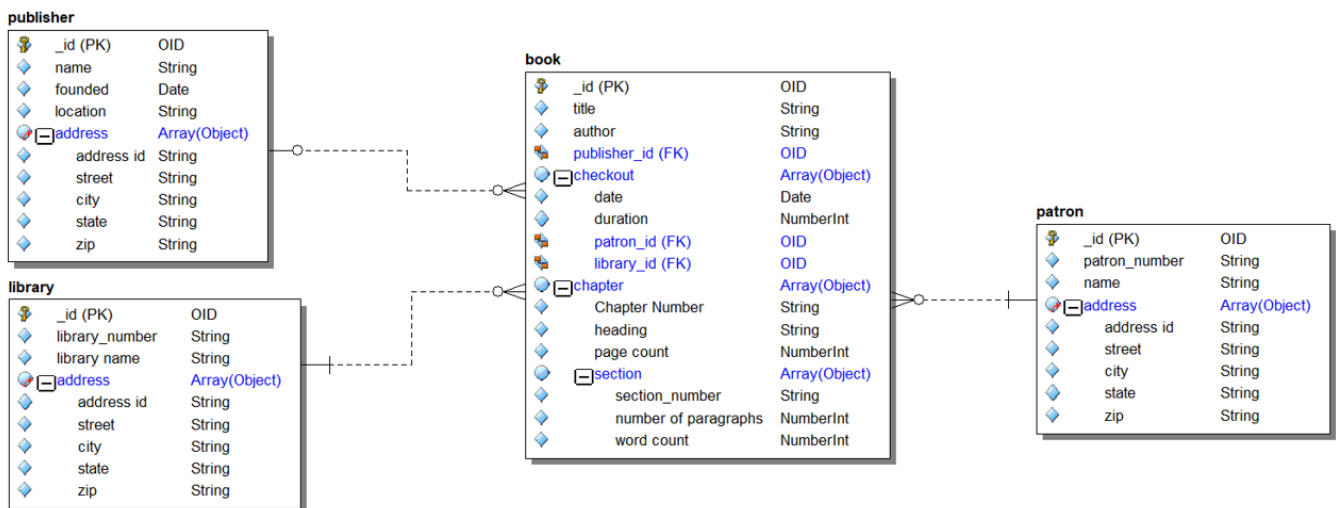 publisher
_id (PK) OID
name String
founded Date
location String
address Array(Object)
address id String
street String
city String
state String
zip String
library
_id (PK) OID
library_number String
library name String
address Array(Object)
address id String
street String
city String
state String
zip String
book
_id (PK) OID
title String
author String
publisher_id (FK) OID
checkout Array(Object)
date Date
duration NumberInt
patron_id (FK) OID
library_id (FK) OID
chapter Array(Object)
Chapter Number String
heading String
page count NumberInt
section Array(Object)
section_number String
number of paragraphs NumberInt
word count NumberInt
patron
_id (PK) OID
patron_number String
name String
address Array(Object)
address id String
street String
city String
state String
zip String